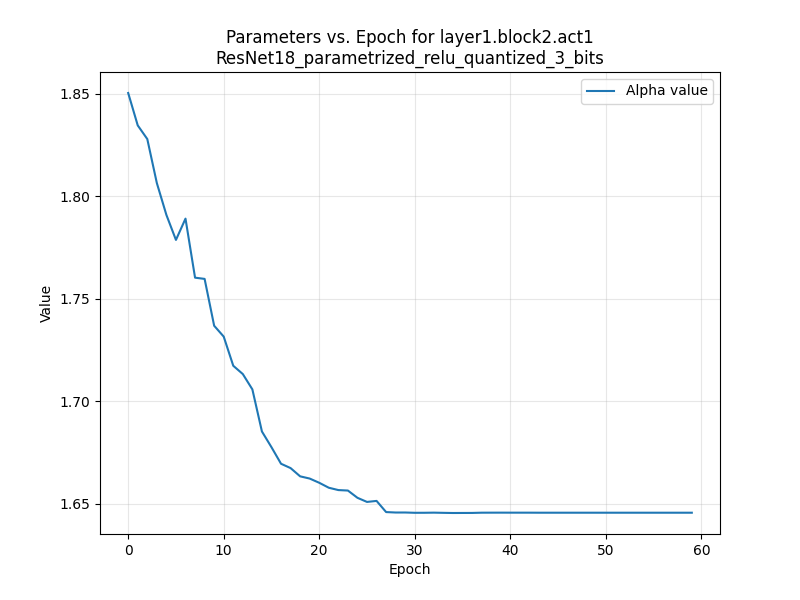 Parameters vs. Epoch for layer1.block2.act1
ResNet18_parametrized_relu_quantized_3_bits
Alpha value
1.85
1.80
1.75
1.70
1.65
Value
0 10 20 30 40 50 60
Epoch